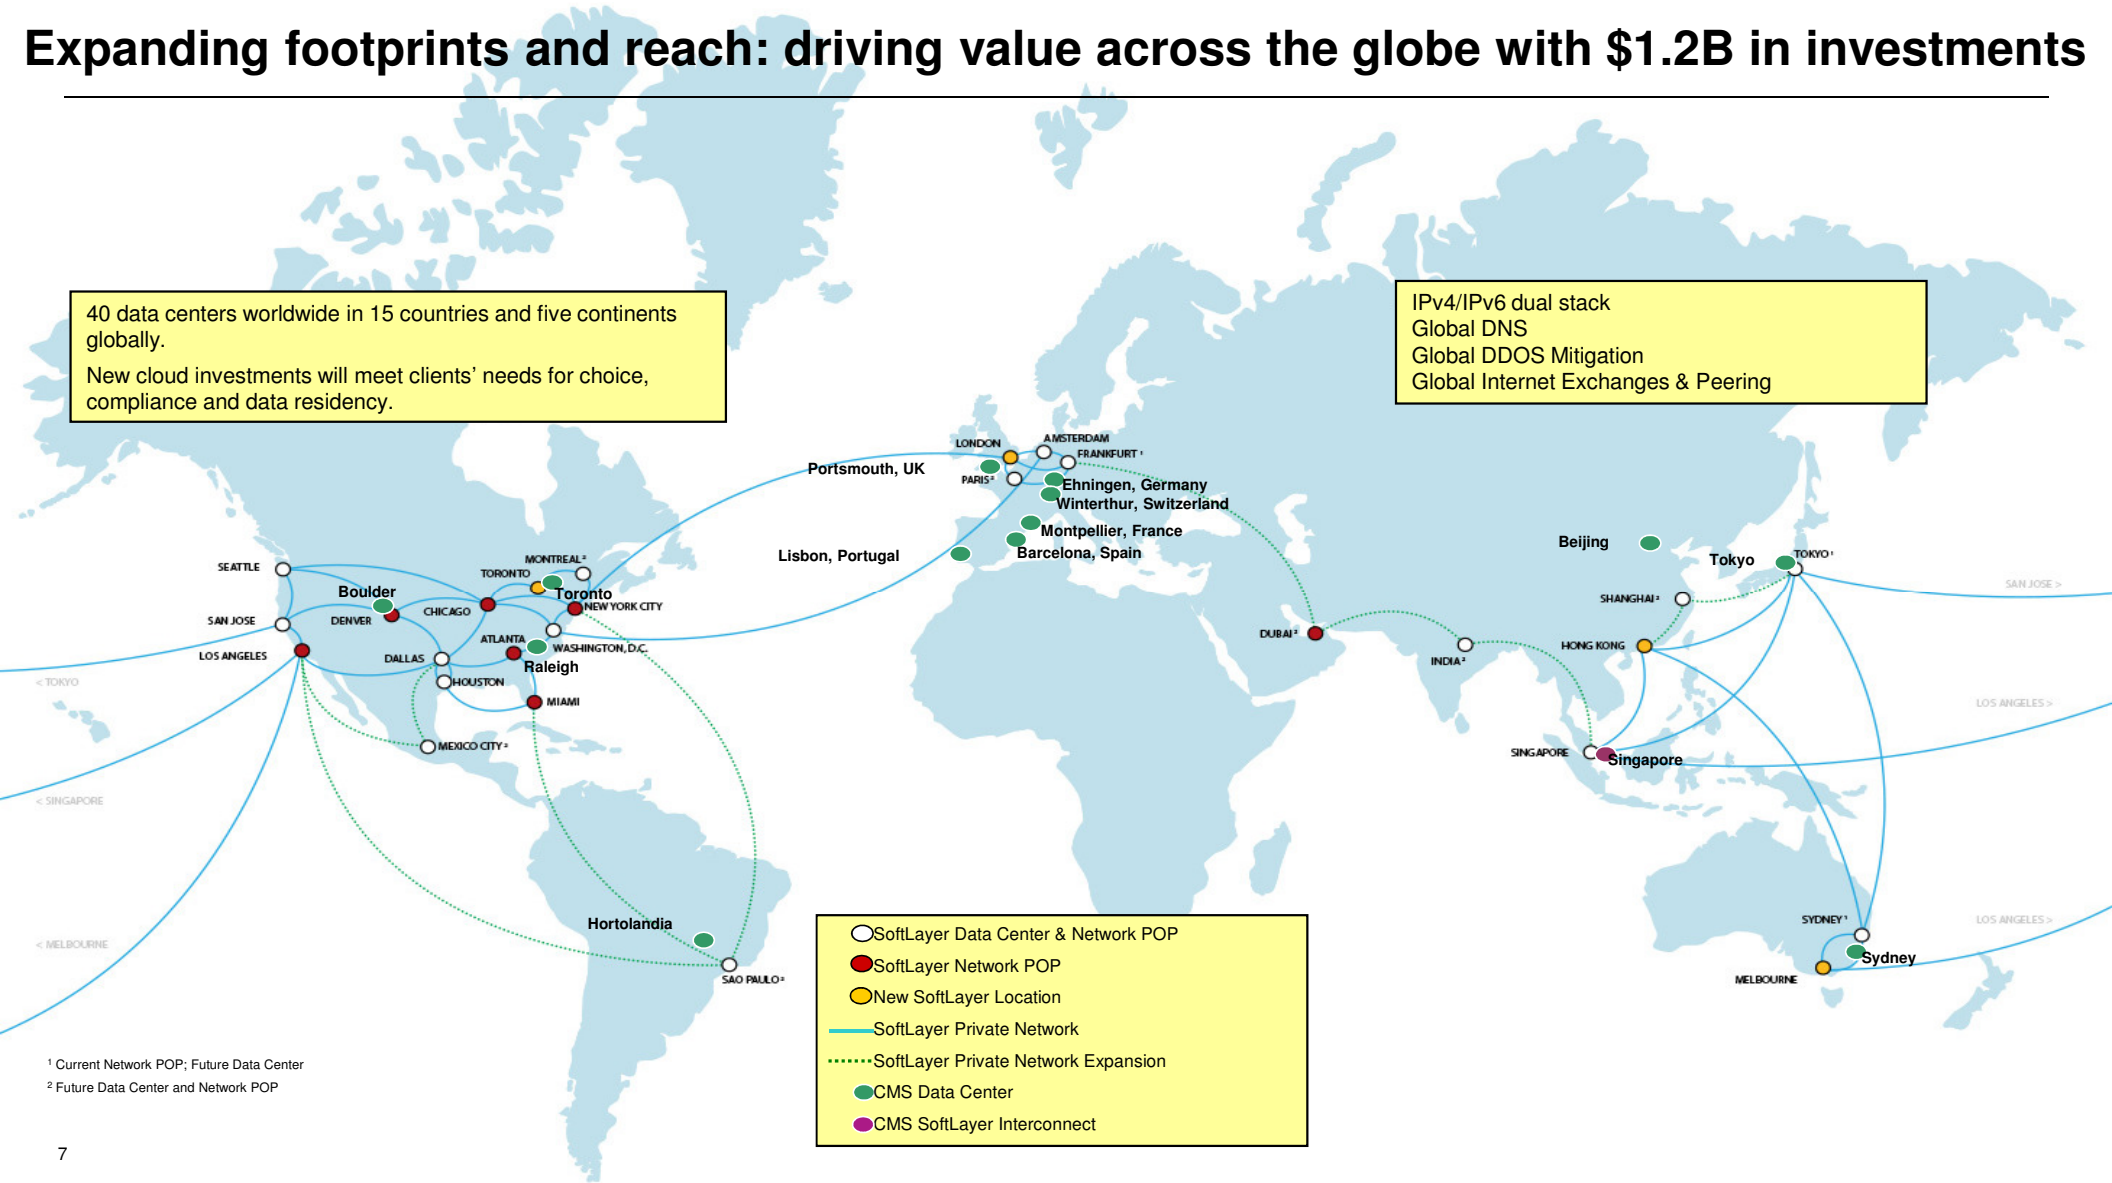 Expanding footprints and reach: driving value across the globe with $1.2B in investments
40 data centers worldwide in 15 countries and five continents
globally.
New cloud investments will meet clients’ needs for choice,
compliance and data residency.
IPv4/IPv6 dual stack
Global DNS
Global DDOS Mitigation
Global Internet Exchanges & Peering
LONDON
AMSTERDAM
FRANKFURT ¹
Portsmouth, UK
PARIS²
Ehningen, Germany
Winterthur, Switzerland
Montpellier, France
Barcelona, Spain
Lisbon, Portugal
Beijing
Tokyo
TOKYO ¹
SAN JOSE >
SHANGHAI ²
HONG KONG
DUBAI ²
INDIA ²
LOS ANGELES >
SINGAPORE
Singapore
SEATTLE
MONTREAL ²
TORONTO
Toronto
Boulder
NEW YORK CITY
CHICAGO
DENVER
SAN JOSE
ATLANTA
WASHINGTON, D.C.
LOS ANGELES
DALLAS
Raleigh
HOUSTON
MIAMI
< TOKYO
MEXICO CITY ²
< SINGAPORE
Hortolandia
SAO PAULO ²
< MELBOURNE
SYDNEY ¹
LOS ANGELES >
Sydney
MELBOURNE
SoftLayer Data Center & Network POP
SoftLayer Network POP
New SoftLayer Location
SoftLayer Private Network
SoftLayer Private Network Expansion
CMS Data Center
CMS SoftLayer Interconnect
¹ Current Network POP; Future Data Center
² Future Data Center and Network POP
7